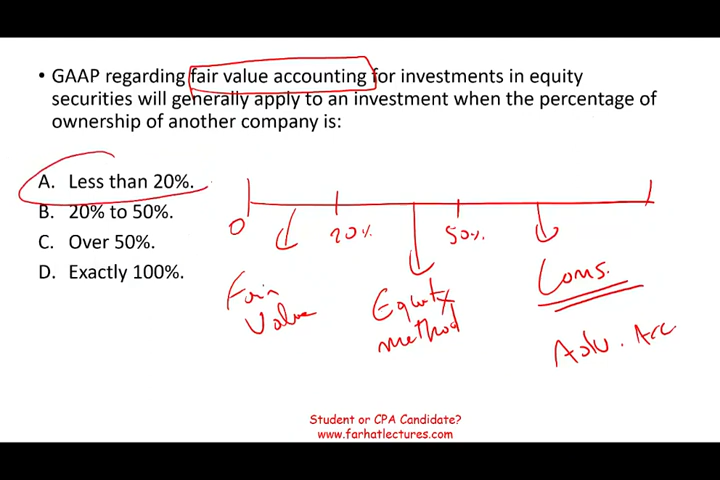 • GAAP regarding fair value accounting for investments in equity
securities will generally apply to an investment when the percentage of
ownership of another company is:
A. Less than 20%.
B. 20% to 50%.
C. Over 50%.
D. Exactly 100%.
0 20% 50%
Fair
Value
Equity
method
Cons.
Adv. Acc
Student or CPA Candidate?
www.farhatlectures.com